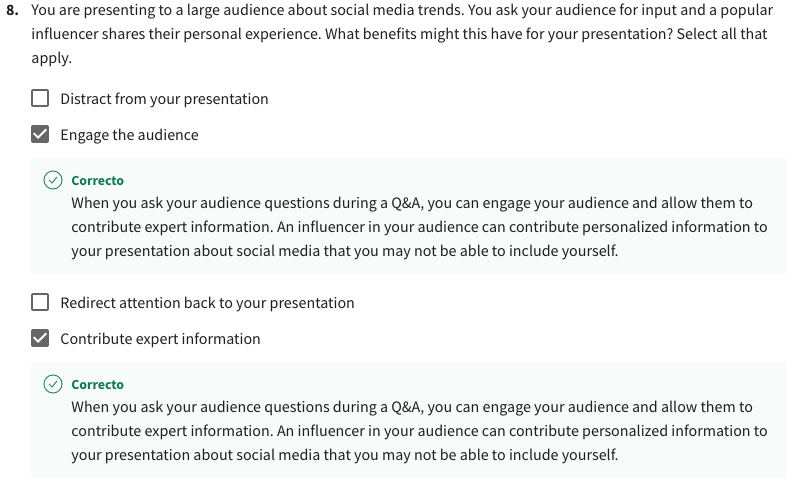 8. You are presenting to a large audience about social media trends. You ask your audience for input and a popular
influencer shares their personal experience. What benefits might this have for your presentation? Select all that
apply.
Distract from your presentation
Engage the audience
Correcto
When you ask your audience questions during a Q&A, you can engage your audience and allow them to
contribute expert information. An influencer in your audience can contribute personalized information to
your presentation about social media that you may not be able to include yourself.
Redirect attention back to your presentation
Contribute expert information
Correcto
When you ask your audience questions during a Q&A, you can engage your audience and allow them to
contribute expert information. An influencer in your audience can contribute personalized information to
your presentation about social media that you may not be able to include yourself.